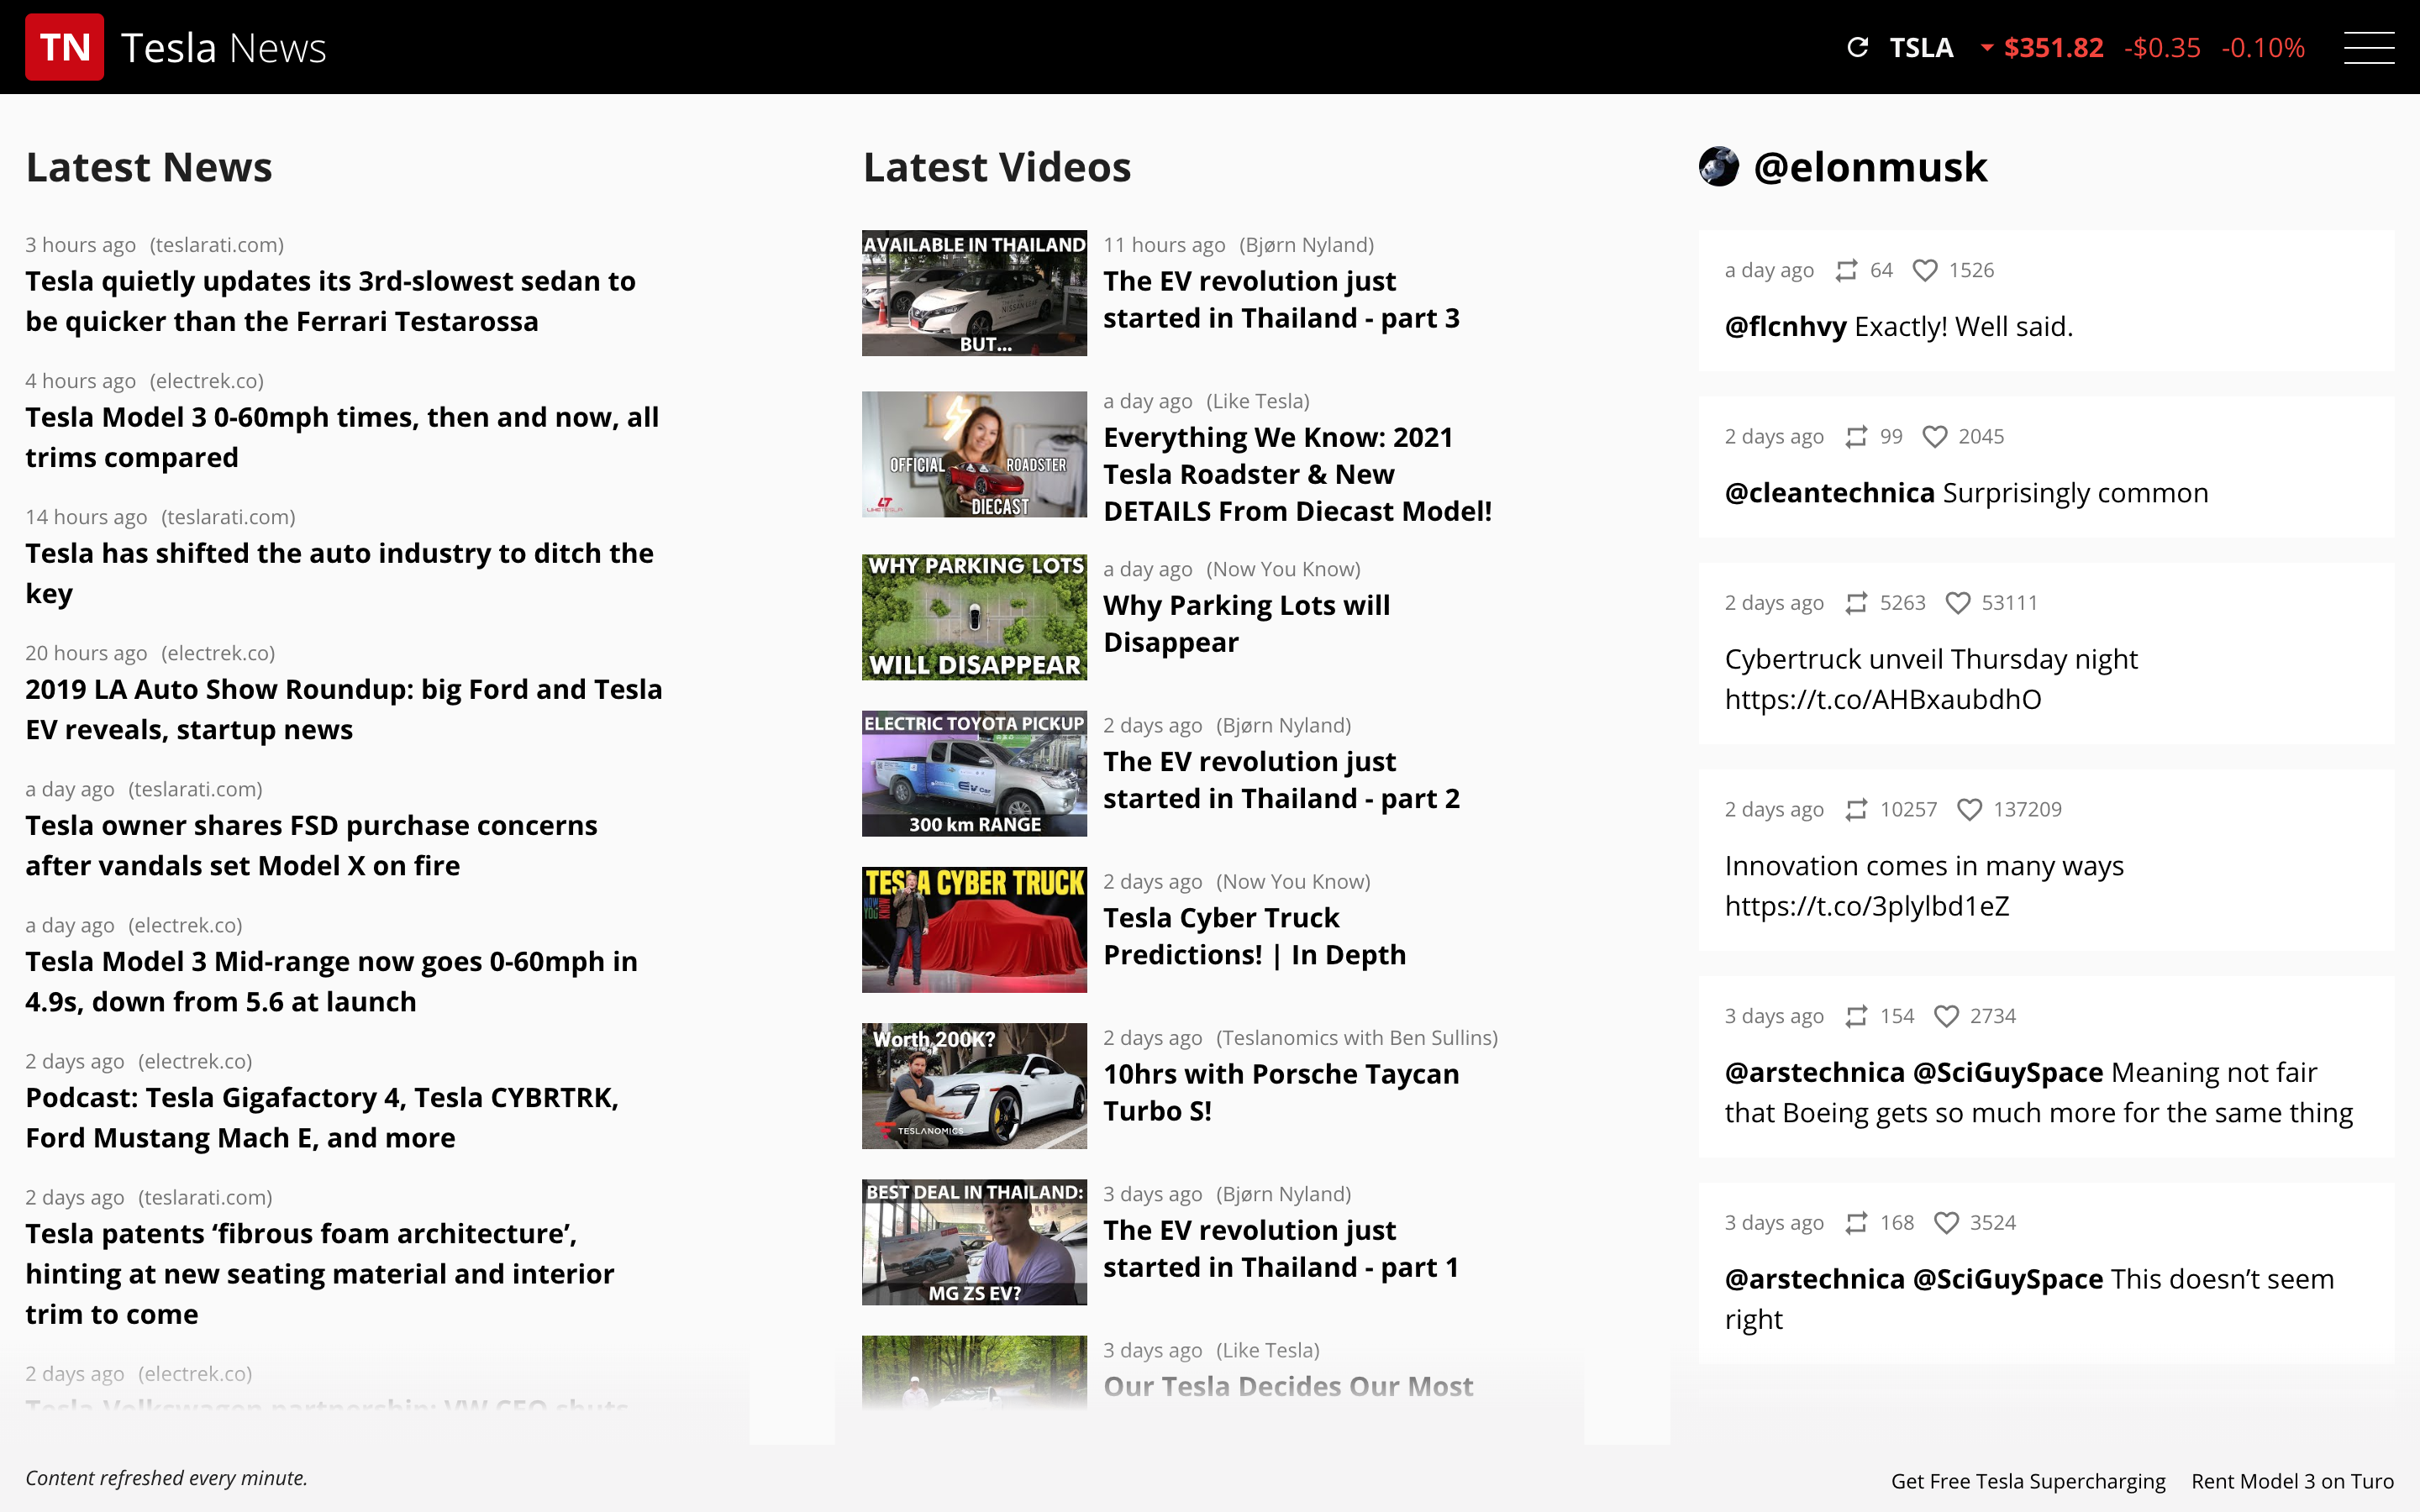 TN Tesla News
TSLA $351.82 -$0.35 -0.10%
Latest News
3 hours ago (teslarati.com)
Tesla quietly updates its 3rd-slowest sedan to
be quicker than the Ferrari Testarossa
4 hours ago (electrek.co)
Tesla Model 3 0-60mph times, then and now, all
trims compared
14 hours ago (teslarati.com)
Tesla has shifted the auto industry to ditch the
key
20 hours ago (electrek.co)
2019 LA Auto Show Roundup: big Ford and Tesla
EV reveals, startup news
a day ago (teslarati.com)
Tesla owner shares FSD purchase concerns
after vandals set Model X on fire
a day ago (electrek.co)
Tesla Model 3 Mid-range now goes 0-60mph in
4.9s, down from 5.6 at launch
2 days ago (electrek.co)
Podcast: Tesla Gigafactory 4, Tesla CYBRTRK,
Ford Mustang Mach E, and more
2 days ago (teslarati.com)
Tesla patents ‘fibrous foam architecture’,
hinting at new seating material and interior
trim to come
2 days ago (electrek.co)
Tesla-Volkswagen partnership: VW CEO shuts
Latest Videos
AVAILABLE IN THAILAND
BUT...
11 hours ago (Bjørn Nyland)
The EV revolution just
started in Thailand - part 3
OFFICIAL ROADSTER
DIECAST
a day ago (Like Tesla)
Everything We Know: 2021
Tesla Roadster & New
DETAILS From Diecast Model!
WHY PARKING LOTS
WILL DISAPPEAR
a day ago (Now You Know)
Why Parking Lots will
Disappear
ELECTRIC TOYOTA PICKUP
EV Car
300 km RANGE
2 days ago (Bjørn Nyland)
The EV revolution just
started in Thailand - part 2
TESLA CYBER TRUCK
NOW YOU KNOW
2 days ago (Now You Know)
Tesla Cyber Truck
Predictions! | In Depth
Worth 200K?
TESLANOMICS
2 days ago (Teslanomics with Ben Sullins)
10hrs with Porsche Taycan
Turbo S!
BEST DEAL IN THAILAND:
MG ZS EV?
3 days ago (Bjørn Nyland)
The EV revolution just
started in Thailand - part 1
3 days ago (Like Tesla)
Our Tesla Decides Our Most
@elonmusk
a day ago 64 1526
@flcnhvy Exactly! Well said.
2 days ago 99 2045
@cleantechnica Surprisingly common
2 days ago 5263 53111
Cybertruck unveil Thursday night
https://t.co/AHBxaubdhO
2 days ago 10257 137209
Innovation comes in many ways
https://t.co/3plylbd1eZ
3 days ago 154 2734
@arstechnica @SciGuySpace Meaning not fair
that Boeing gets so much more for the same thing
3 days ago 168 3524
@arstechnica @SciGuySpace This doesn’t seem
right
Content refreshed every minute.
Get Free Tesla Supercharging Rent Model 3 on Turo